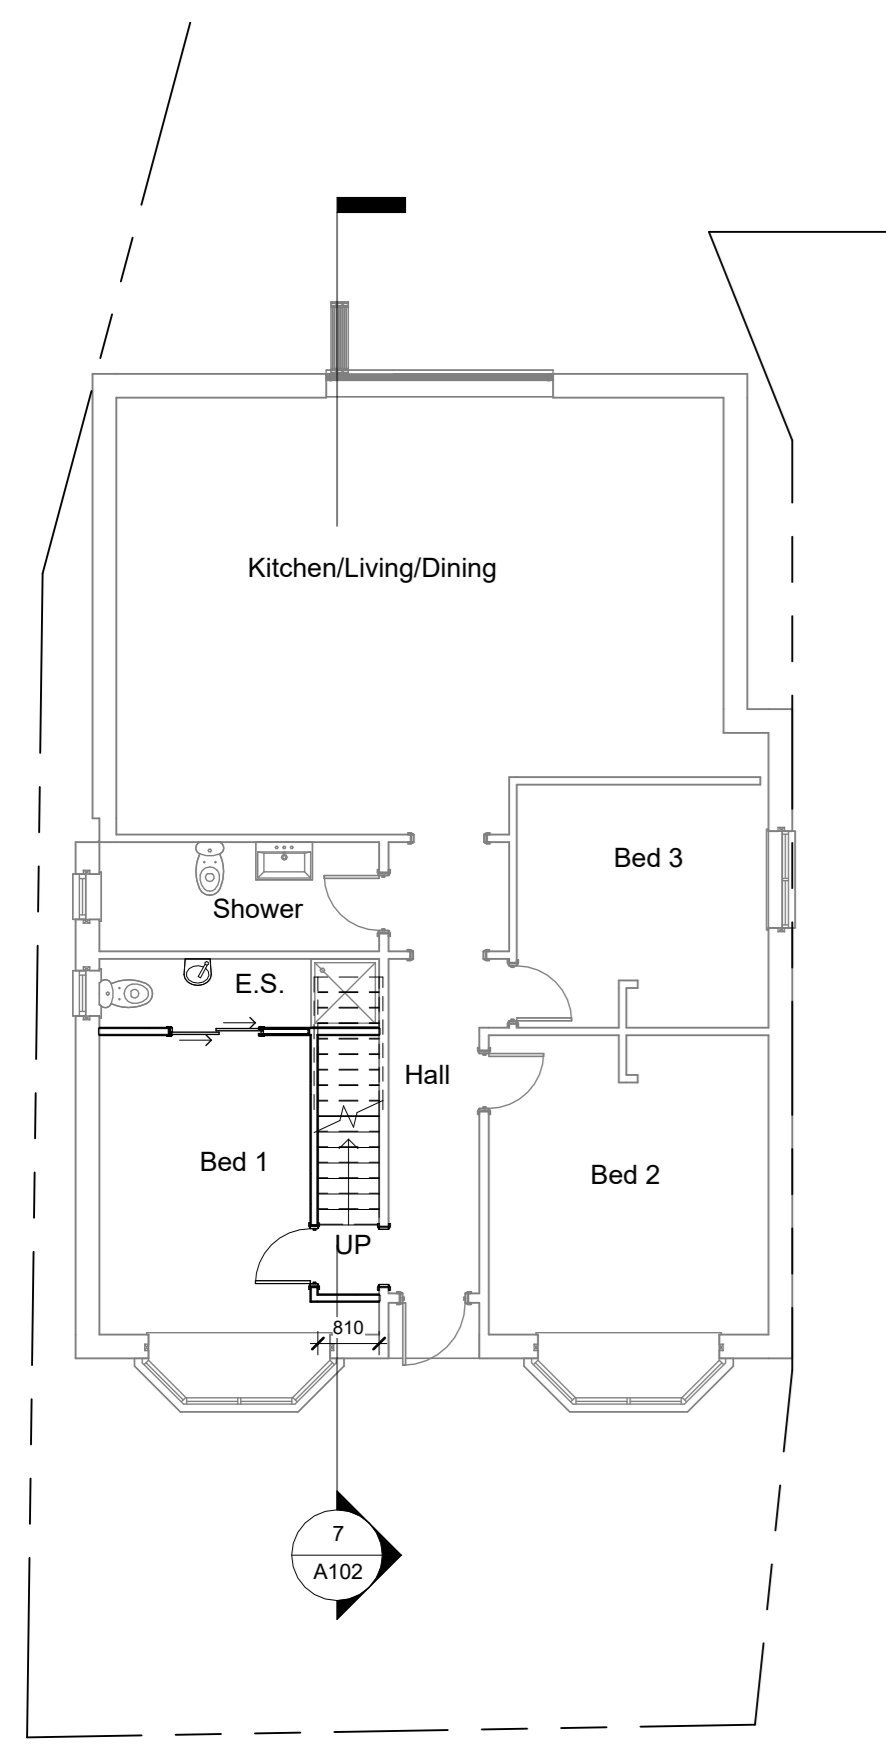 Kitchen/Living/Dining
Bed 3
Shower
E.S.
Hall
Bed 1
Bed 2
UP
810
7
A102